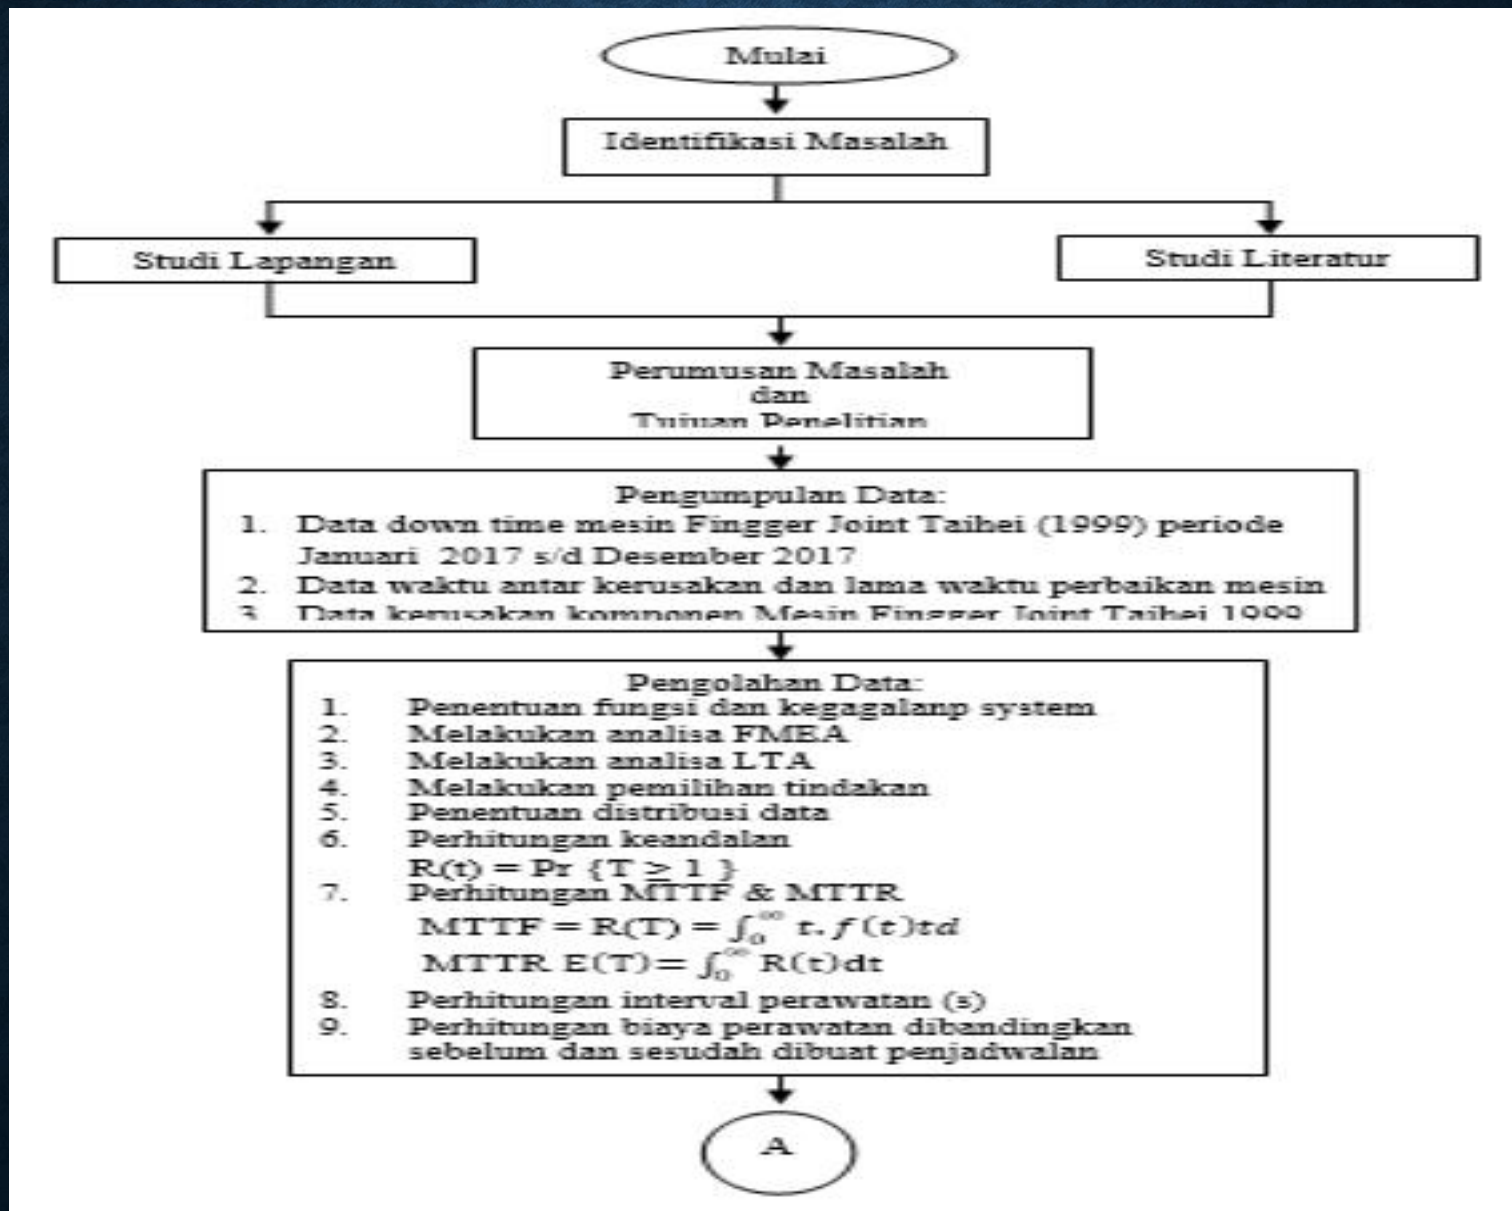 Mulai
Identifikasi Masalah
Studi Lapangan
Studi Literatur
Perumusan Masalah
dan
Tujuan Penelitian
Pengumpulan Data:
1. Data down time mesin Fingger Joint Taihei (1999) periode
Januari 2017 s/d Desember 2017
2. Data waktu antar kerusakan dan lama waktu perbaikan mesin
3. Data kerusakan komponen Mesin Fingger Joint Taihei 1999
Pengolahan Data:
1. Penentuan fungsi dan kegagalanp system
2. Melakukan analisa FMEA
3. Melakukan analisa LTA
4. Melakukan pemilihan tindakan
5. Penentuan distribusi data
6. Perhitungan keandalan
R(t) = Pr {T ≥ 1 }
7. Perhitungan MTTF & MTTR
MTTF = R(T) = ∫₀^∞ t. f(t)td
MTTR E(T)= ∫₀^∞ R(t)dt
8. Perhitungan interval perawatan (s)
9. Perhitungan biaya perawatan dibandingkan
sebelum dan sesudah dibuat penjadwalan
A